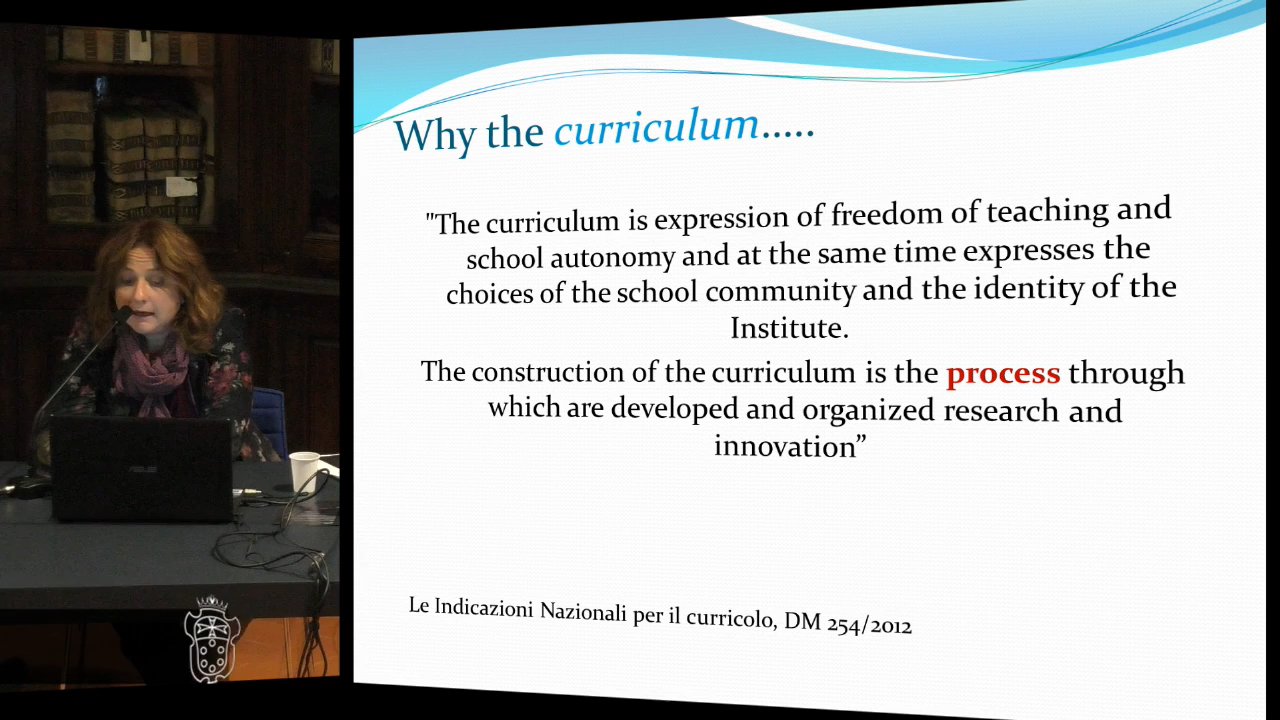 Why the curriculum.....
"The curriculum is expression of freedom of teaching and
school autonomy and at the same time expresses the
choices of the school community and the identity of the
Institute.
The construction of the curriculum is the process through
which are developed and organized research and
innovation”
Le Indicazioni Nazionali per il curricolo, DM 254/2012
ASUS